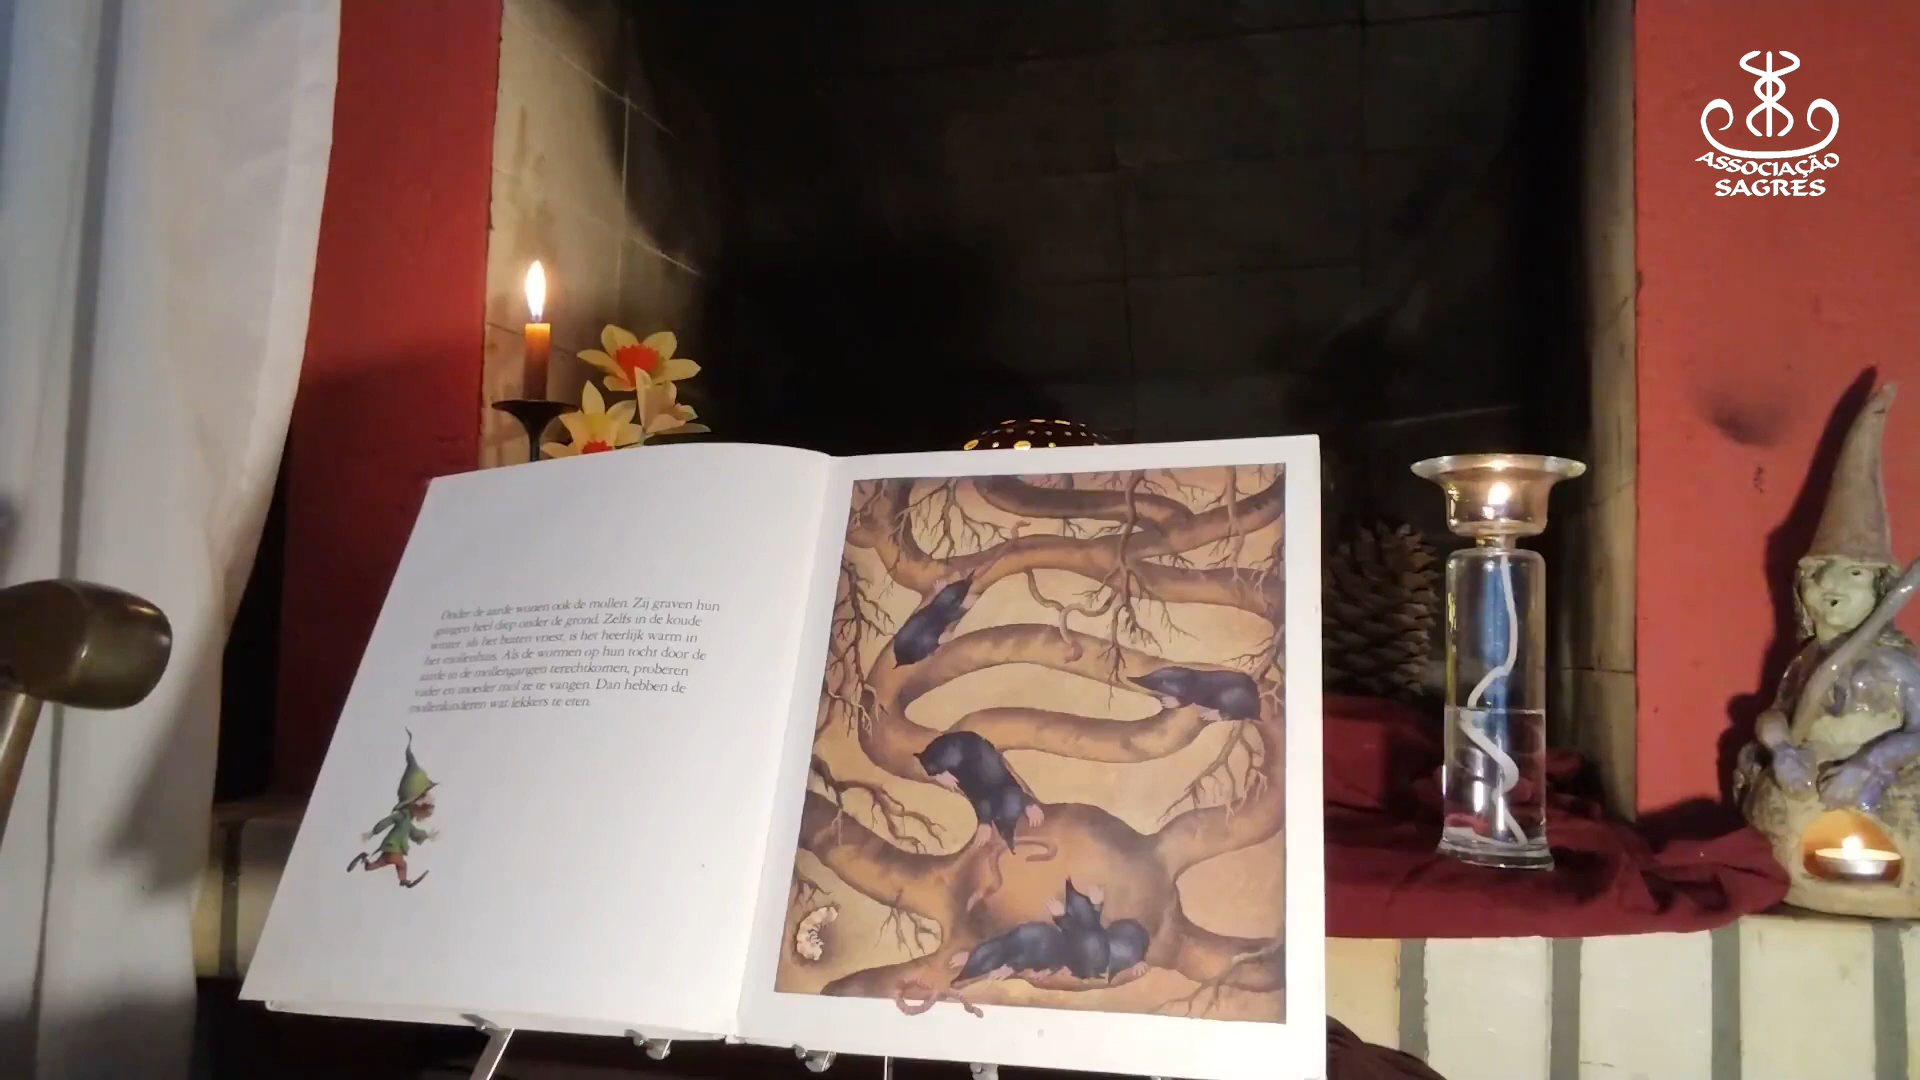 Onder de aarde wonen ook de mollen. Zij graven hun
gangen heel diep onder de grond. Zelfs in de koude
winter, als het buiten vriest, is het heerlijk warm in
het mollenhuis. Als de wormen op hun tocht door de
aarde in de mollengangen terechtkomen, proberen
vader en moeder mol ze te vangen. Dan hebben de
mollenkinderen wat lekkers te eten.
ASSOCIAÇÃO
SAGRES